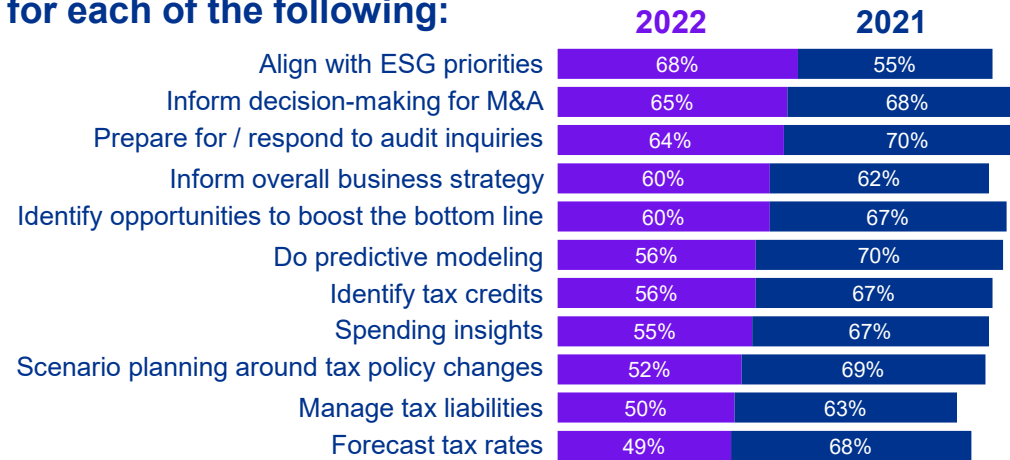 for each of the following:
2022 2021
Align with ESG priorities 68% 55%
Inform decision-making for M&A 65% 68%
Prepare for / respond to audit inquiries 64% 70%
Inform overall business strategy 60% 62%
Identify opportunities to boost the bottom line 60% 67%
Do predictive modeling 56% 70%
Identify tax credits 56% 67%
Spending insights 55% 67%
Scenario planning around tax policy changes 52% 69%
Manage tax liabilities 50% 63%
Forecast tax rates 49% 68%